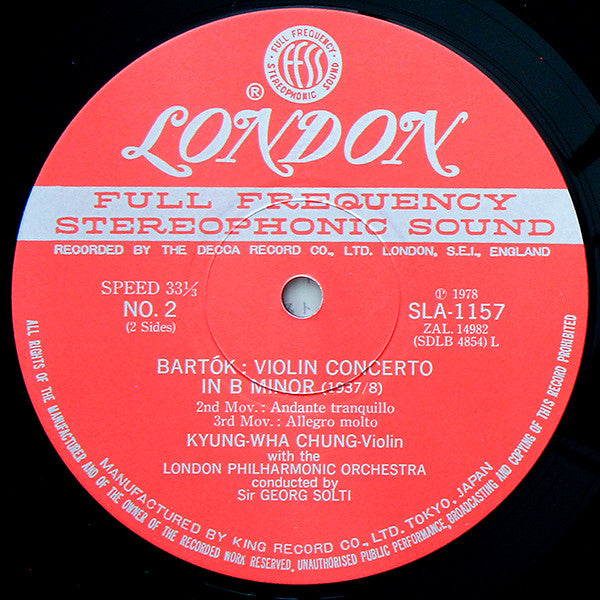 FULL FREQUENCY
FFSS
STEREOPHONIC SOUND
®
LONDON
FULL FREQUENCY
STEREOPHONIC SOUND
RECORDED BY THE DECCA RECORD CO., LTD. LONDON, S.E.I., ENGLAND
SPEED 33⅓
NO. 2
(2 Sides)
℗ 1978
SLA-1157
ZAL. 14982
(SDLB 4854) L
BARTÓK: VIOLIN CONCERTO
IN B MINOR (1937/8)
2nd Mov.: Andante tranquillo
3rd Mov.: Allegro molto
KYUNG-WHA CHUNG-Violin
with the
LONDON PHILHARMONIC ORCHESTRA
conducted by
Sir GEORG SOLTI
MANUFACTURED BY KING RECORD CO., LTD. TOKYO, JAPAN
ALL RIGHTS OF THE MANUFACTURER AND OF THE OWNER OF THE RECORDED WORK RESERVED, UNAUTHORISED PUBLIC PERFORMANCE, BROADCASTING AND COPYING OF THIS RECORD PROHIBITED